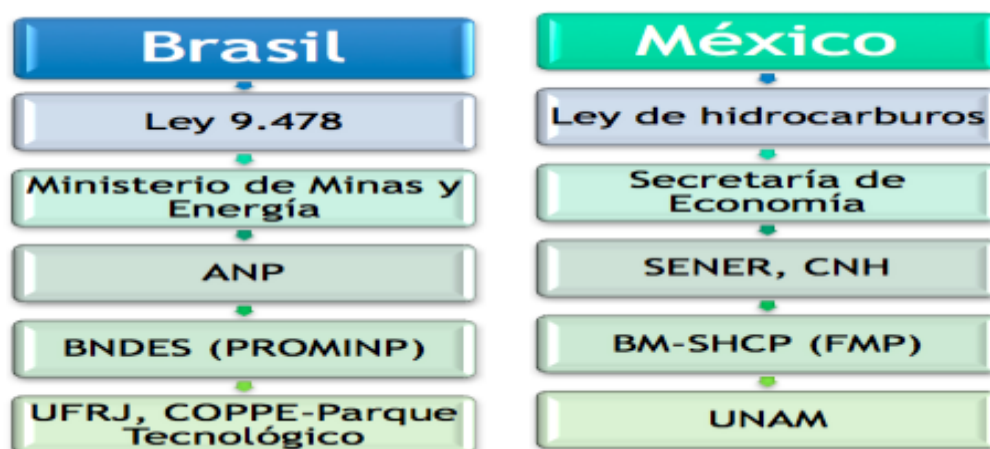 Brasil
Ley 9.478
Ministerio de Minas y
Energía
ANP
BNDES (PROMINP)
UFRJ, COPPE-Parque
Tecnológico
México
Ley de hidrocarburos
Secretaría de
Economía
SENER, CNH
BM-SHCP (FMP)
UNAM